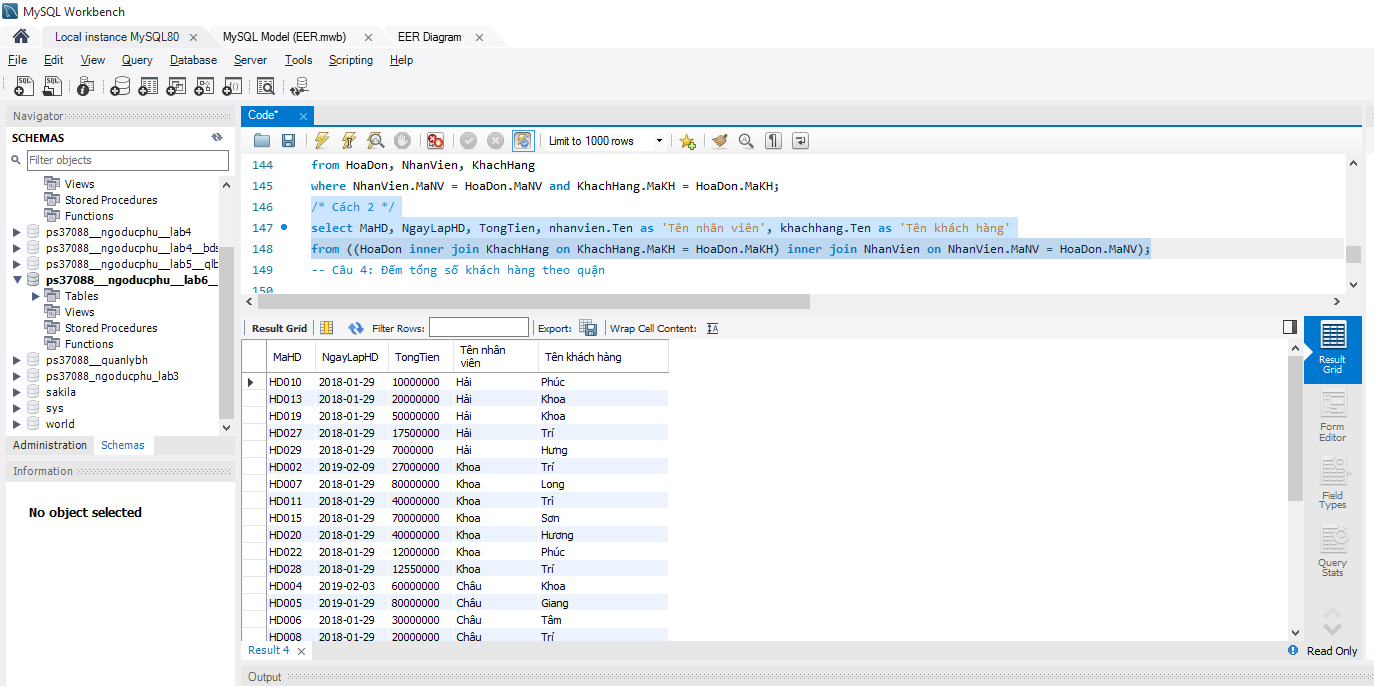 MySQL Workbench
Local instance MySQL80 MySQL Model (EER.mwb) EER Diagram
File Edit View Query Database Server Tools Scripting Help
Navigator
SCHEMAS
Filter objects
Views
Stored Procedures
Functions
ps37088__ngoducphu__lab4
ps37088__ngoducphu__lab4__bds
ps37088__ngoducphu__lab5__qlb
ps37088__ngoducphu__lab6__
Tables
Views
Stored Procedures
Functions
ps37088__quanlybh
ps37088_ngoducphu_lab3
sakila
sys
world
Administration Schemas
Information
No object selected
Code*
Limit to 1000 rows
144 from HoaDon, NhanVien, KhachHang
145 where NhanVien.MaNV = HoaDon.MaNV and KhachHang.MaKH = HoaDon.MaKH;
146 /* Cách 2 */
147 select MaHD, NgayLapHD, TongTien, nhanvien.Ten as 'Tên nhân viên', khachhang.Ten as 'Tên khách hàng'
148 from ((HoaDon inner join KhachHang on KhachHang.MaKH = HoaDon.MaKH) inner join NhanVien on NhanVien.MaNV = HoaDon.MaNV);
149 -- Câu 4: Đếm tổng số khách hàng theo quận
150
Result Grid Filter Rows: Export: Wrap Cell Content:
MaHD NgayLapHD TongTien Tên nhân viên Tên khách hàng
HD010 2018-01-29 10000000 Hải Phúc
HD013 2018-01-29 20000000 Hải Khoa
HD019 2018-01-29 50000000 Hải Khoa
HD027 2018-01-29 17500000 Hải Trí
HD029 2018-01-29 7000000 Hải Hưng
HD002 2019-02-09 27000000 Khoa Trí
HD007 2018-01-29 80000000 Khoa Long
HD011 2018-01-29 40000000 Khoa Trì
HD015 2018-01-29 70000000 Khoa Sơn
HD020 2018-01-29 40000000 Khoa Hương
HD022 2018-01-29 12000000 Khoa Phúc
HD028 2018-01-29 12550000 Khoa Trí
HD004 2019-02-03 60000000 Châu Khoa
HD005 2019-01-29 80000000 Châu Giang
HD006 2018-01-29 30000000 Châu Tâm
HD008 2018-01-29 20000000 Châu Trí
Result Grid
Form Editor
Field Types
Query Stats
Result 4
Read Only
Output